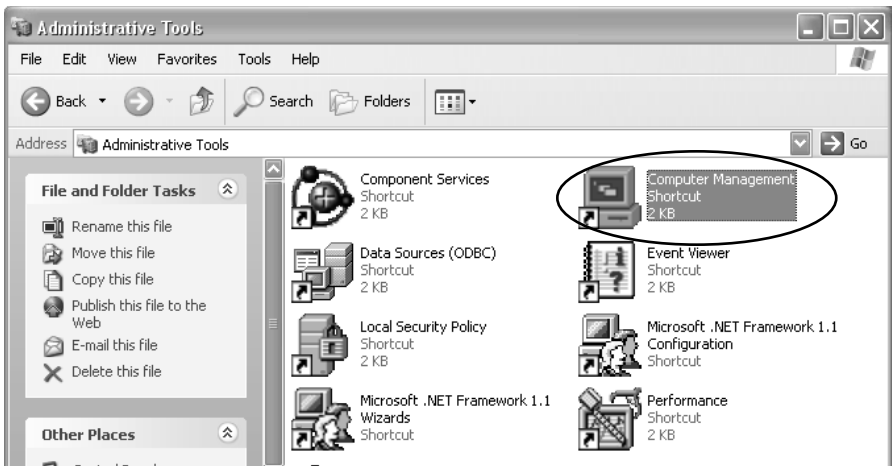 Administrative Tools
File Edit View Favorites Tools Help
Back Search Folders
Address Administrative Tools Go
File and Folder Tasks
Rename this file
Move this file
Copy this file
Publish this file to the
Web
E-mail this file
Delete this file
Other Places
Component Services
Shortcut
2 KB
Computer Management
Shortcut
2 KB
Data Sources (ODBC)
Shortcut
2 KB
Event Viewer
Shortcut
2 KB
Local Security Policy
Shortcut
2 KB
Microsoft .NET Framework 1.1
Configuration
Shortcut
Microsoft .NET Framework 1.1
Wizards
Shortcut
Performance
Shortcut
2 KB